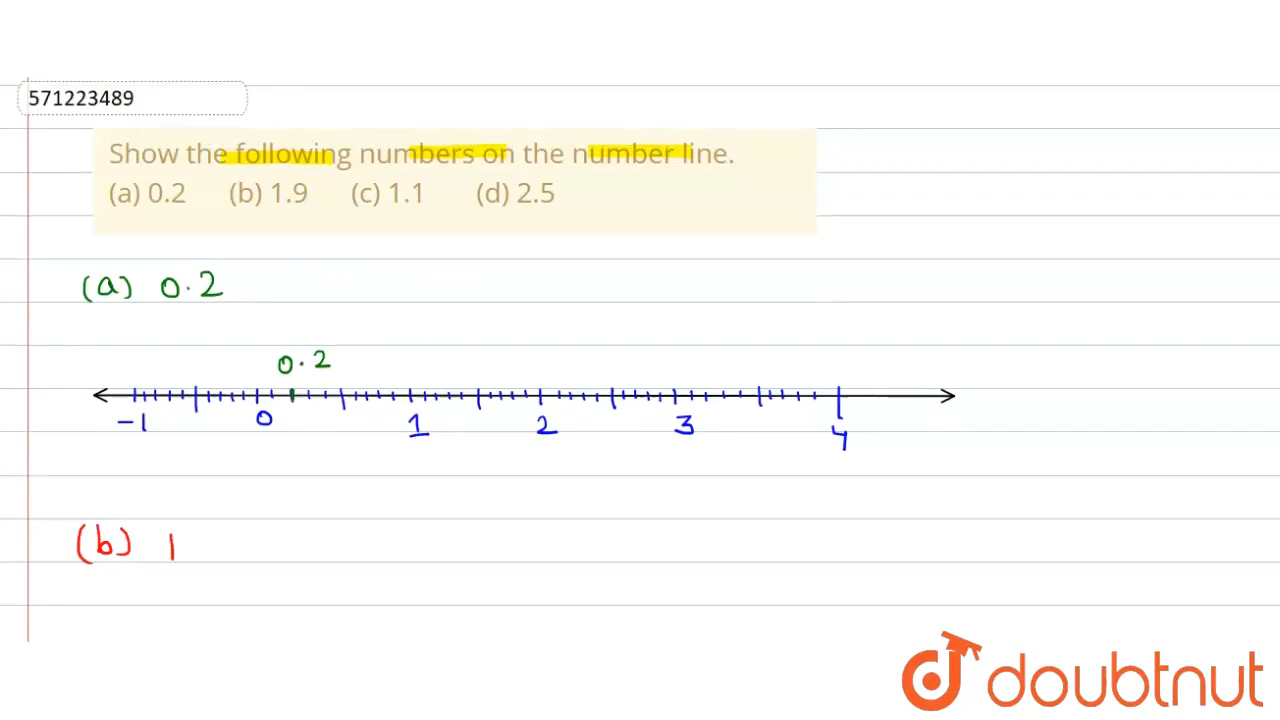 571223489
Show the following numbers on the number line.
(a) 0.2 (b) 1.9 (c) 1.1 (d) 2.5
(a) 0.2
0.2
-1 0 1 2 3 4
(b) 1
doubtnut